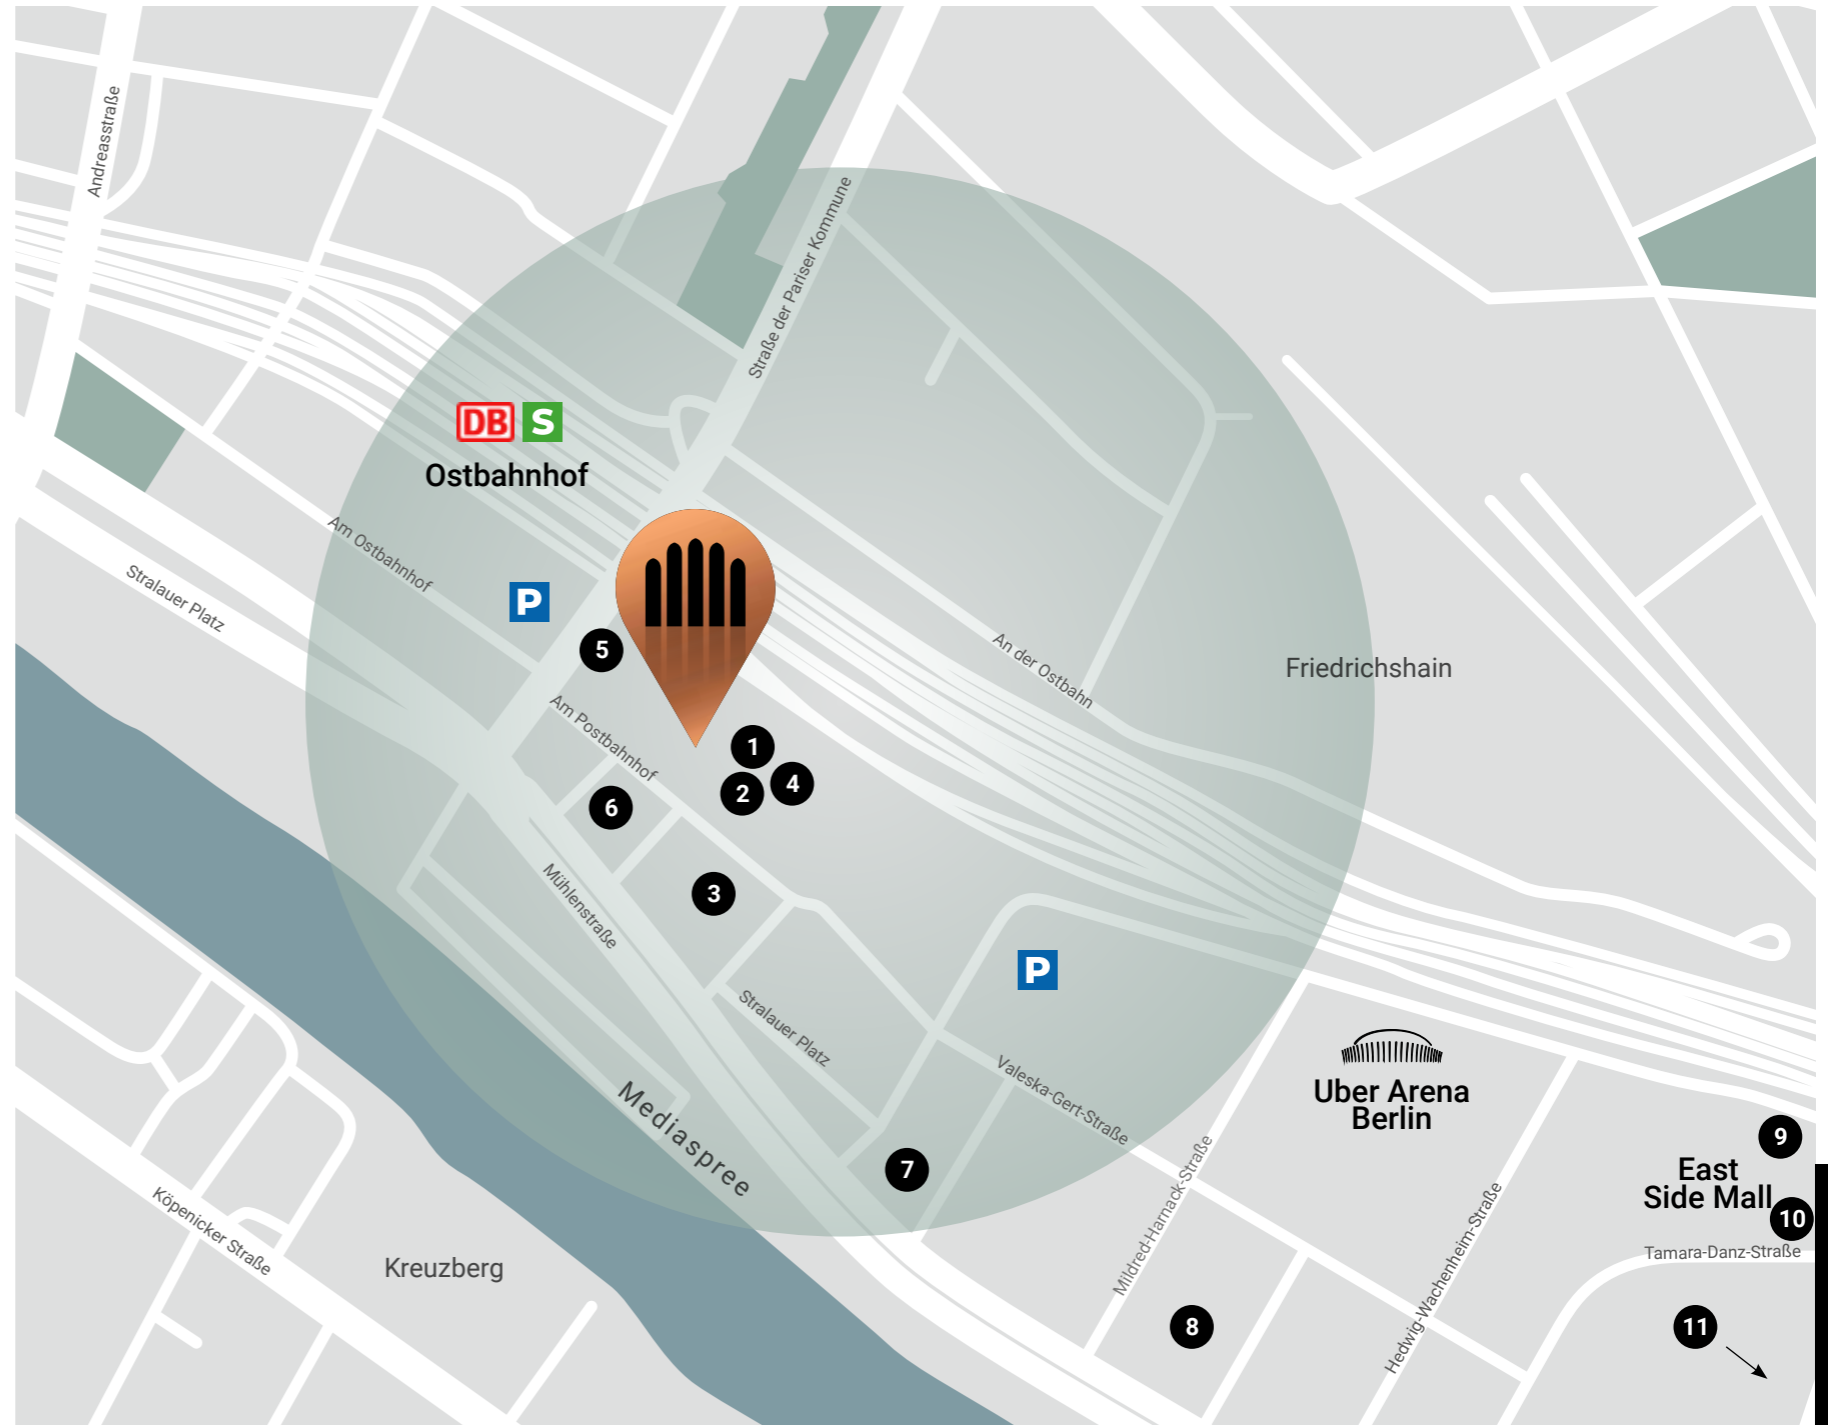 Andreasstraße
Straße der Pariser Kommune
DB
S
Ostbahnhof
Am Ostbahnhof
Stralauer Platz
P
5
An der Ostbahn
Friedrichshain
Am Postbahnhof
1
4
2
6
3
Mühlenstraße
P
Stralauer Platz
Valeska-Gert-Straße
Uber Arena
Berlin
Mediaspree
7
Mildred-Harnack-Straße
9
East
Side Mall
10
Tamara-Danz-Straße
Hedwig-Wachenheim-Straße
Köpenicker Straße
Kreuzberg
8
11